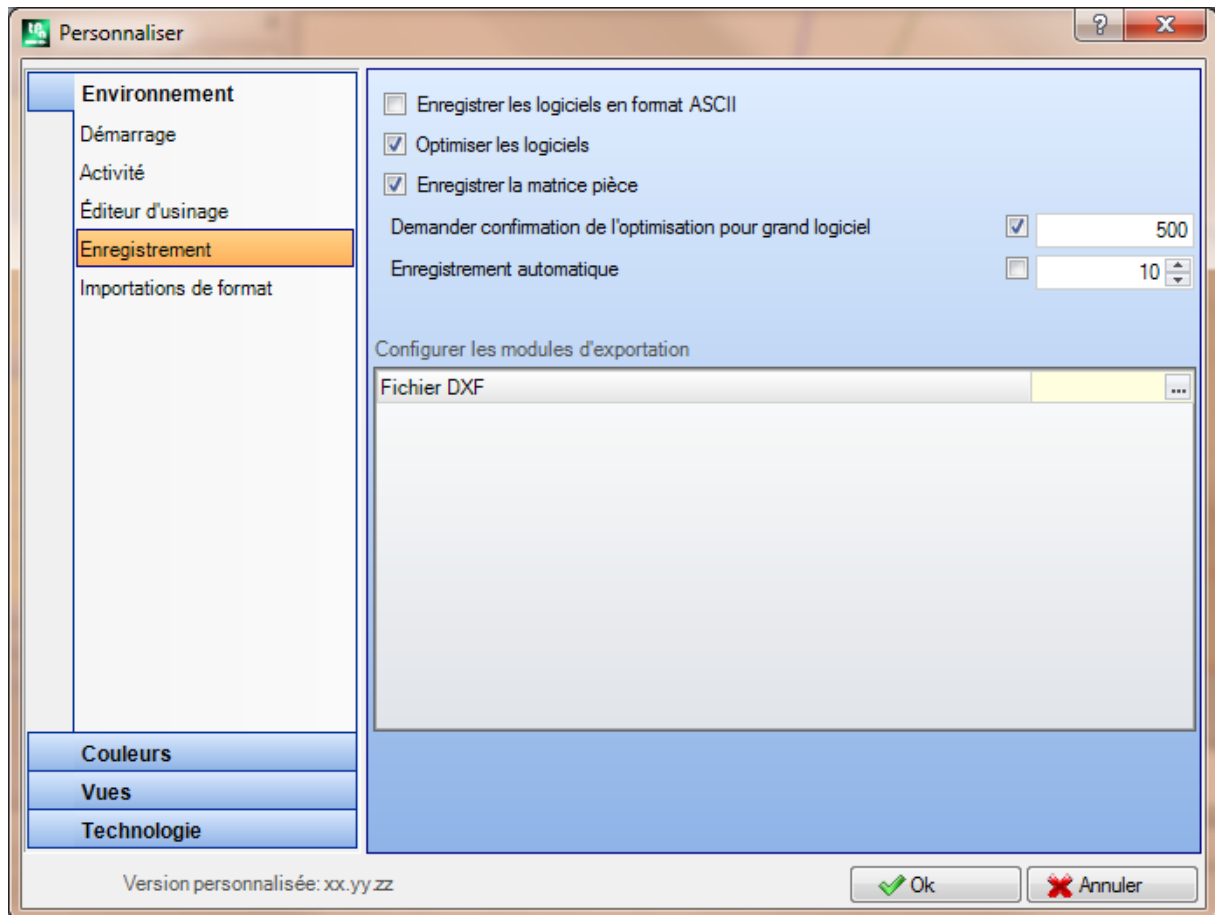 Personnaliser
Environnement
Démarrage
Activité
Éditeur d'usinage
Enregistrement
Importations de format
Couleurs
Vues
Technologie
Enregistrer les logiciels en format ASCII
Optimiser les logiciels
Enregistrer la matrice pièce
Demander confirmation de l'optimisation pour grand logiciel 500
Enregistrement automatique 10
Configurer les modules d'exportation
Fichier DXF ...
Version personnalisée: xx.yy.zz
Ok
Annuler